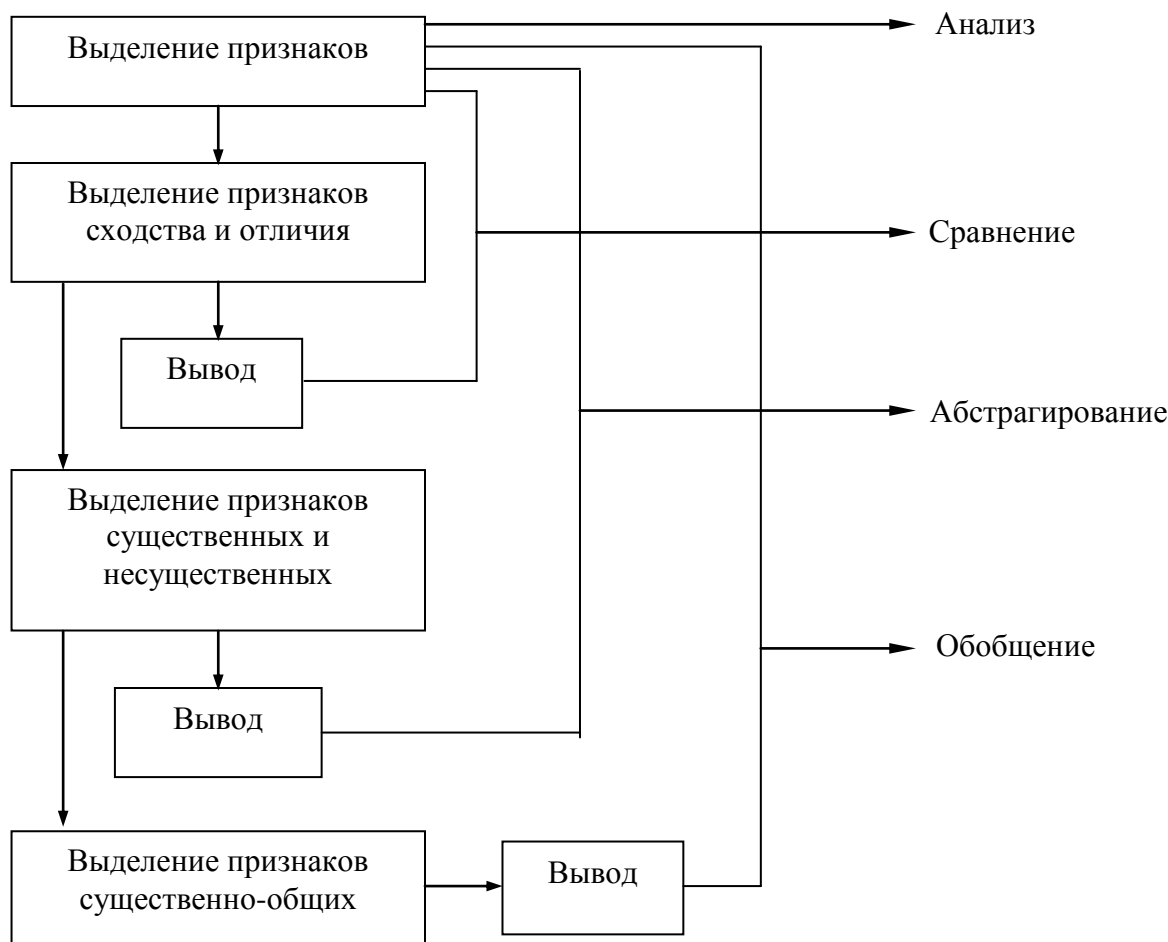 Анализ
Выделение признаков
Выделение признаков
сходства и отличия
Сравнение
Вывод
Абстрагирование
Выделение признаков
существенных и
несущественных
Обобщение
Вывод
Выделение признаков
существенно-общих
Вывод